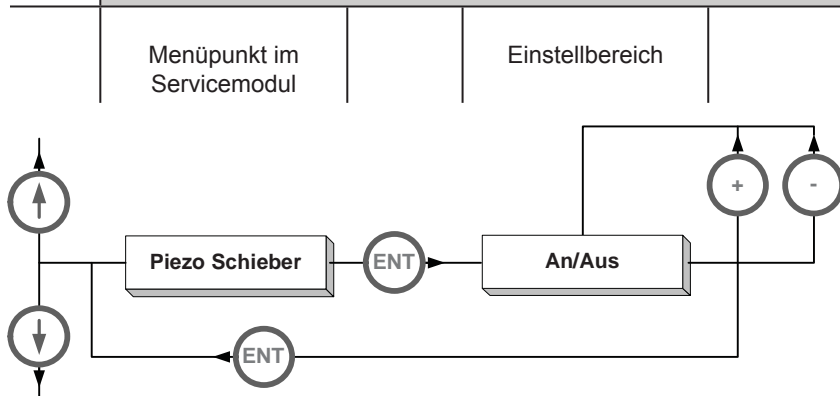 Menüpunkt im
Servicemodul
Einstellbereich
+
-
Piezo Schieber
ENT
An/Aus
ENT